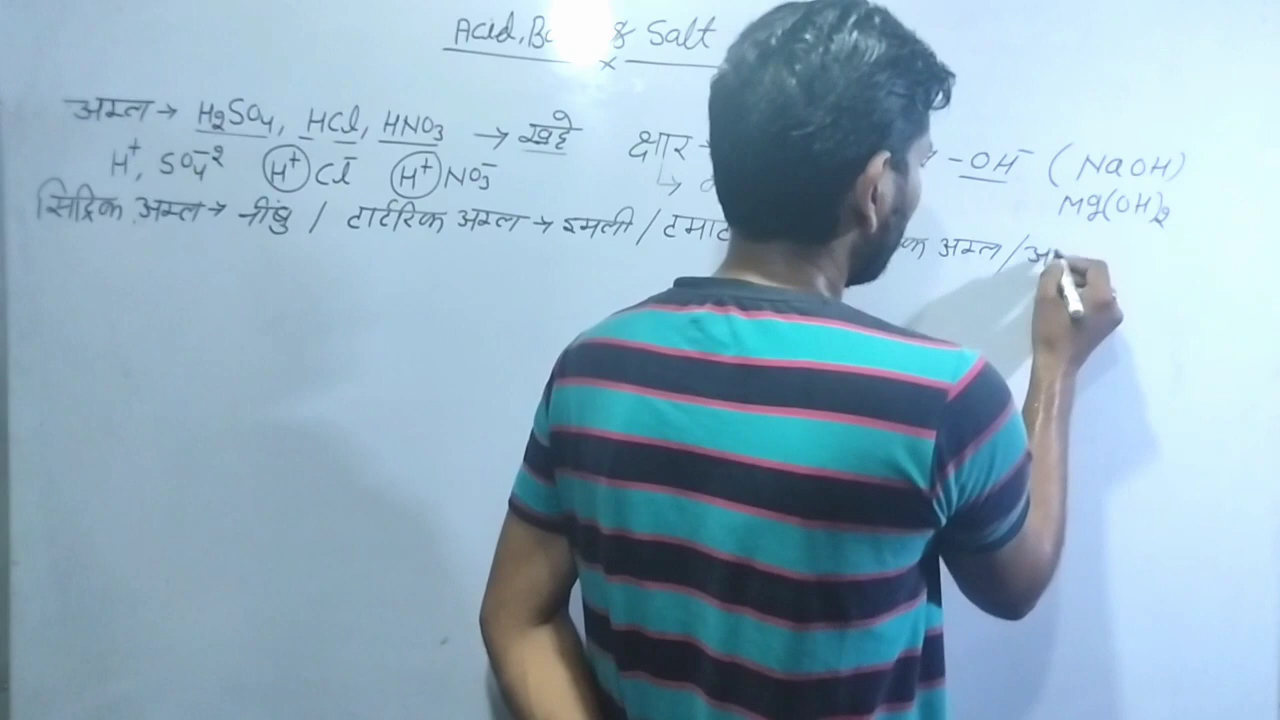 Acid, Ba & Salt
अम्ल → H₂SO₄, HCl, HNO₃ → खट्टे
H⁺, SO₄⁻² H⁺ Cl⁻ H⁺ NO₃⁻
क्षार → -OH⁻ (NaOH)
Mg(OH)₂
सिट्रिक अम्ल → नींबु / टार्टरिक अम्ल → इमली / टमाट क अम्ल / अ